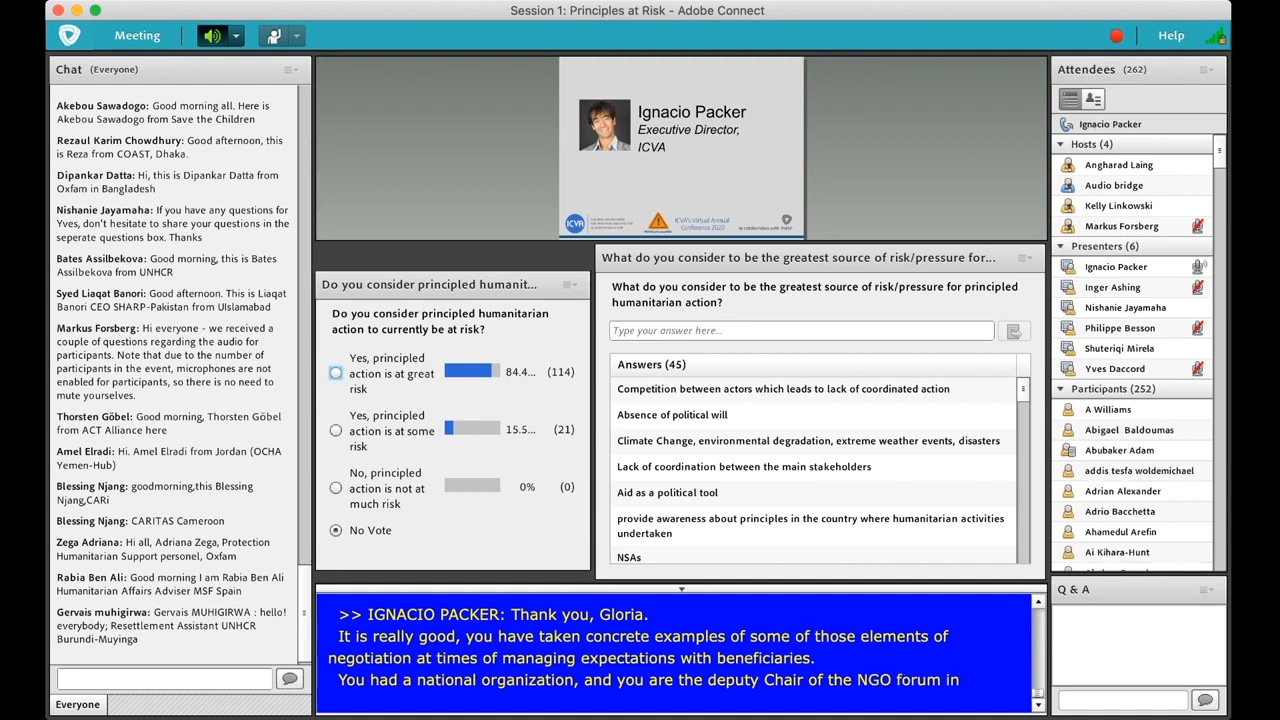 Session 1: Principles at Risk - Adobe Connect
Meeting
Help
Chat (Everyone)
Akebou Sawadogo: Good morning all. Here is
Akebou Sawadogo from Save the Children
Rezaul Karim Chowdhury: Good afternoon, this
is Reza from COAST, Dhaka.
Dipankar Datta: Hi, this is Dipankar Datta from
Oxfam in Bangladesh
Nishanie Jayamaha: If you have any questions for
Yves, don't hesitate to share your questions in the
seperate questions box. Thanks
Bates Assilbekova: Good morning, this is Bates
Assilbekova from UNHCR
Syed Liaqat Banori: Good afternoon. This is Liaqat
Banori CEO SHARP-Pakistan from UIslamabad
Markus Forsberg: Hi everyone - we received a
couple of questions regarding the audio for
participants. Note that due to the number of
participants in the event, microphones are not
enabled for participants, so there is no need to
mute yourselves.
Thorsten Göbel: Good morning, Thorsten Göbel
from ACT Alliance here
Amel Elradi: Hi. Amel Elradi from Jordan (OCHA
Yemen-Hub)
Blessing Njang: goodmorning,this Blessing
Njang,CARi
Blessing Njang: CARITAS Cameroon
Zega Adriana: Hi all, Adriana Zega, Protection
Humanitarian Support personel, Oxfam
Rabia Ben Ali: Good morning I am Rabia Ben Ali
Humanitarian Affairs Adviser MSF Spain
Gervais muhigirwa: Gervais MUHIGIRWA : hello!
everybody; Resettlement Assistant UNHCR
Burundi-Muyinga
Everyone
Ignacio Packer
Executive Director,
ICVA
ICVA
ICVA's Virtual Annual
Conference 2020
Do you consider principled humanit...
Do you consider principled humanitarian
action to currently be at risk?
Yes, principled
action is at great
risk
84.4... (114)
Yes, principled
action is at some
risk
15.5... (21)
No, principled
action is not at
much risk
0% (0)
No Vote
What do you consider to be the greatest source of risk/pressure for...
What do you consider to be the greatest source of risk/pressure for principled
humanitarian action?
Type your answer here...
Answers (45)
Competition between actors which leads to lack of coordinated action
Absence of political will
Climate Change, environmental degradation, extreme weather events, disasters
Lack of coordination between the main stakeholders
Aid as a political tool
provide awareness about principles in the country where humanitarian activities
undertaken
NSAs
>> IGNACIO PACKER: Thank you, Gloria.
It is really good, you have taken concrete examples of some of those elements of
negotiation at times of managing expectations with beneficiaries.
You had a national organization, and you are the deputy Chair of the NGO forum in
Attendees (262)
Ignacio Packer
Hosts (4)
Angharad Laing
Audio bridge
Kelly Linkowski
Markus Forsberg
Presenters (6)
Ignacio Packer
Inger Ashing
Nishanie Jayamaha
Philippe Besson
Shuteriqi Mirela
Yves Daccord
Participants (252)
A Williams
Abigael Baldoumas
Abubaker Adam
addis tesfa woldemichael
Adrian Alexander
Adrio Bacchetta
Ahamedul Arefin
Ai Kihara-Hunt
Q & A